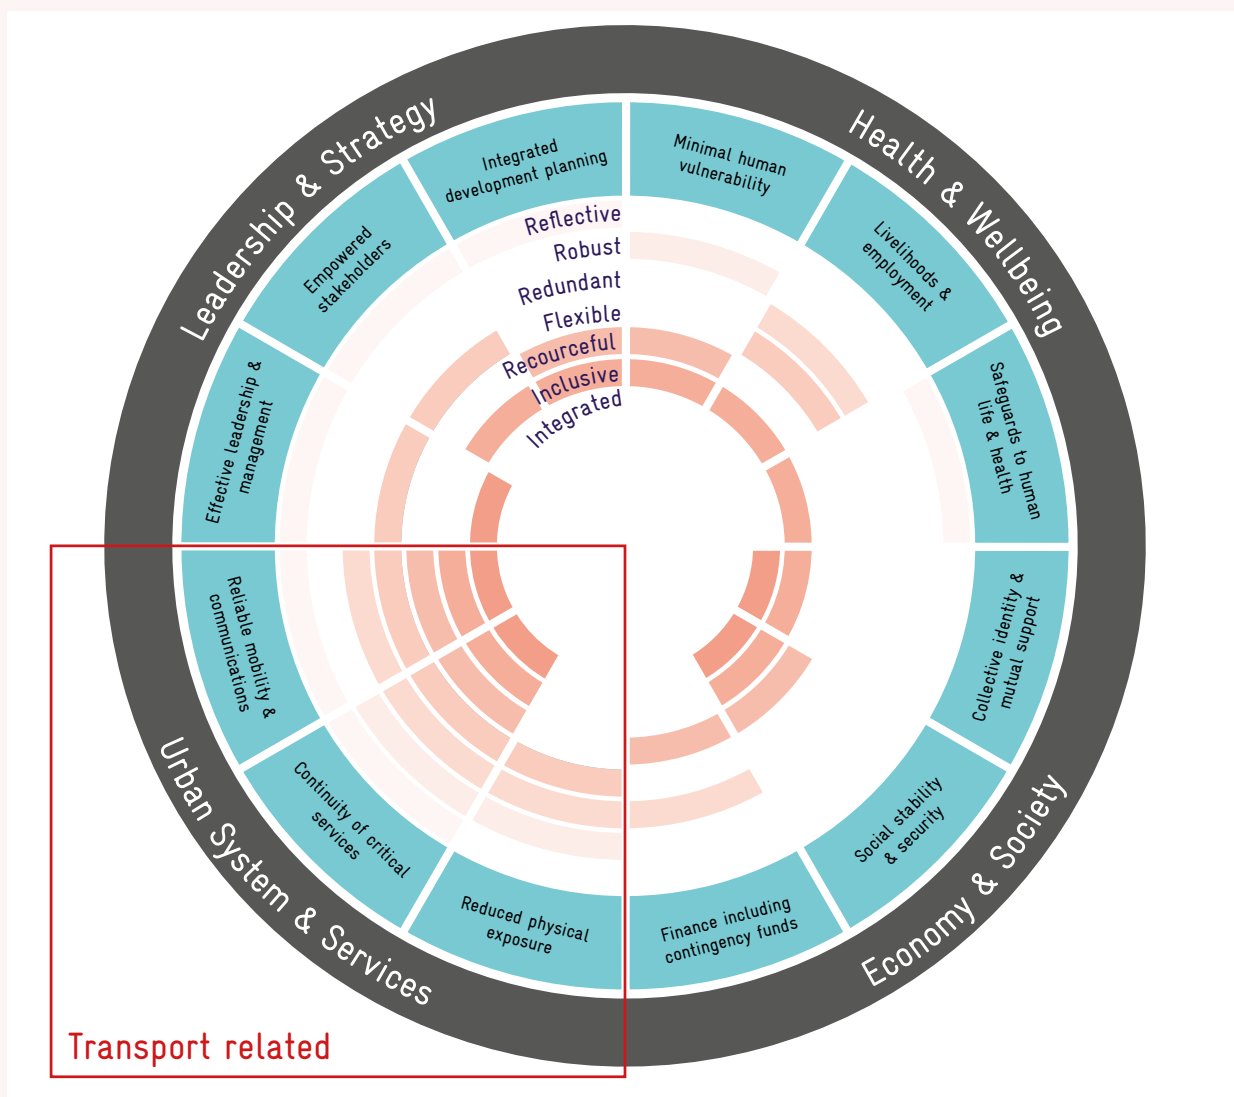 Leadership & Strategy
Health & Wellbeing
Integrated
development planning
Minimal human
vulnerability
Empowered
stakeholders
Livelihoods &
employment
Effective leadership &
management
Safeguards to human
life & health
Reflective
Robust
Redundant
Flexible
Recourceful
Inclusive
Integrated
Reliable mobility &
communications
Collective identity &
mutual support
Continuity of critical
services
Social stability
& security
Reduced physical
exposure
Finance including
contingency funds
Urban System & Services
Economy & Society
Transport related